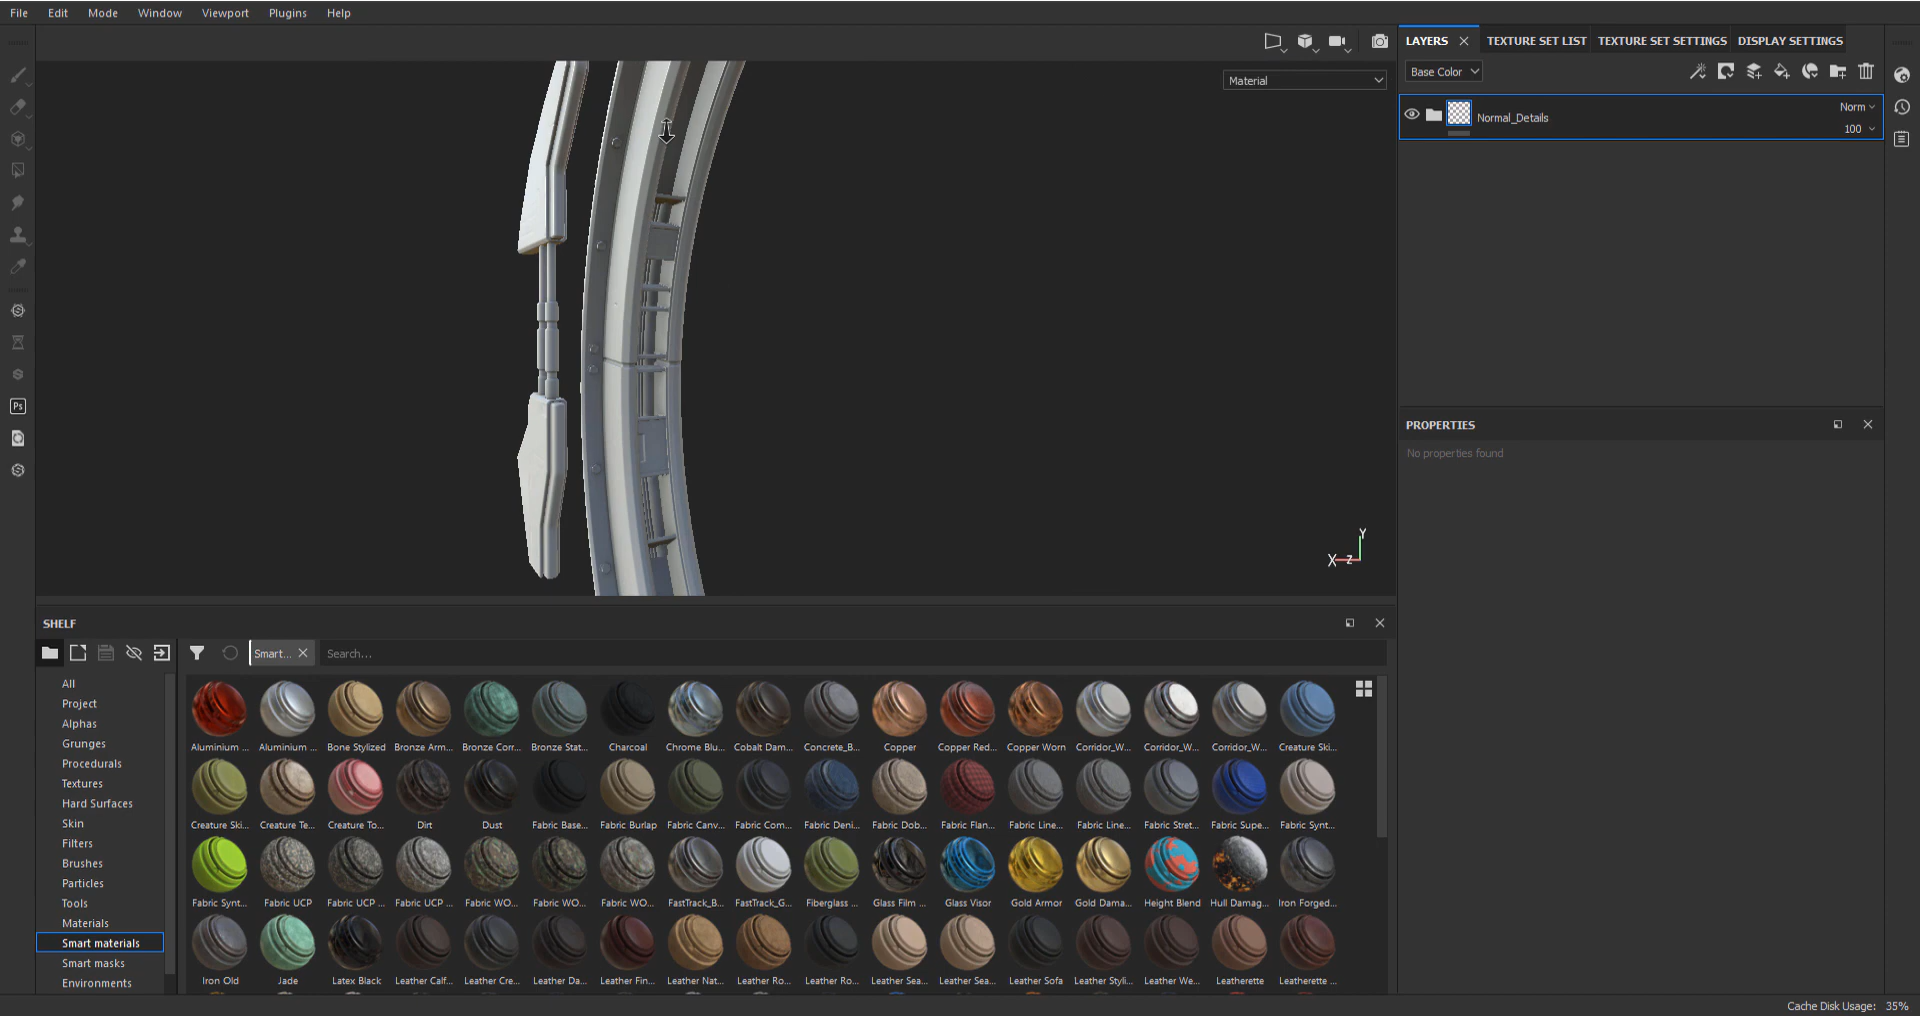 File Edit Mode Window Viewport Plugins Help
LAYERS TEXTURE SET LIST TEXTURE SET SETTINGS DISPLAY SETTINGS
Material
Base Color
Normal_Details
Norm
100
Y
X Z
PROPERTIES
No properties found
Ps
SHELF
Smart... Search...
All
Project
Alphas
Grunges
Procedurals
Textures
Hard Surfaces
Skin
Filters
Brushes
Particles
Tools
Materials
Smart materials
Smart masks
Environments
Aluminium ... Aluminium ... Bone Stylized Bronze Arm... Bronze Corr... Bronze Stat... Charcoal Chrome Blu... Cobalt Dam... Concrete_B... Copper Copper Red... Copper Worn Corridor_W... Corridor_W... Corridor_W... Creature Ski...
Creature Ski... Creature Te... Creature To... Dirt Dust Fabric Base... Fabric Burlap Fabric Canv... Fabric Com... Fabric Deni... Fabric Dob... Fabric Flan... Fabric Line... Fabric Line... Fabric Stret... Fabric Supe... Fabric Synt...
Fabric Synt... Fabric UCP Fabric UCP ... Fabric UCP ... Fabric WO... Fabric WO... Fabric WO... FastTrack_B... FastTrack_G... Fiberglass ... Glass Film ... Glass Visor Gold Armor Gold Dama... Height Blend Hull Damag... Iron Forged...
Iron Old Jade Latex Black Leather Calf... Leather Cre... Leather Da... Leather Fin... Leather Nat... Leather Ro... Leather Ro... Leather Sea... Leather Sea... Leather Sofa Leather Styli... Leather We... Leatherette Leatherette ...
Cache Disk Usage: 35%